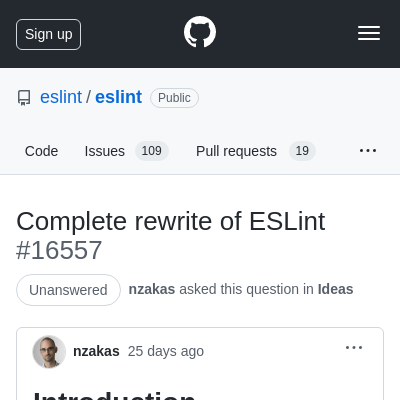 Sign up
eslint / eslint Public
Code Issues 109 Pull requests 19
Complete rewrite of ESLint
#16557
Unanswered nzakas asked this question in Ideas
nzakas 25 days ago
Introduction